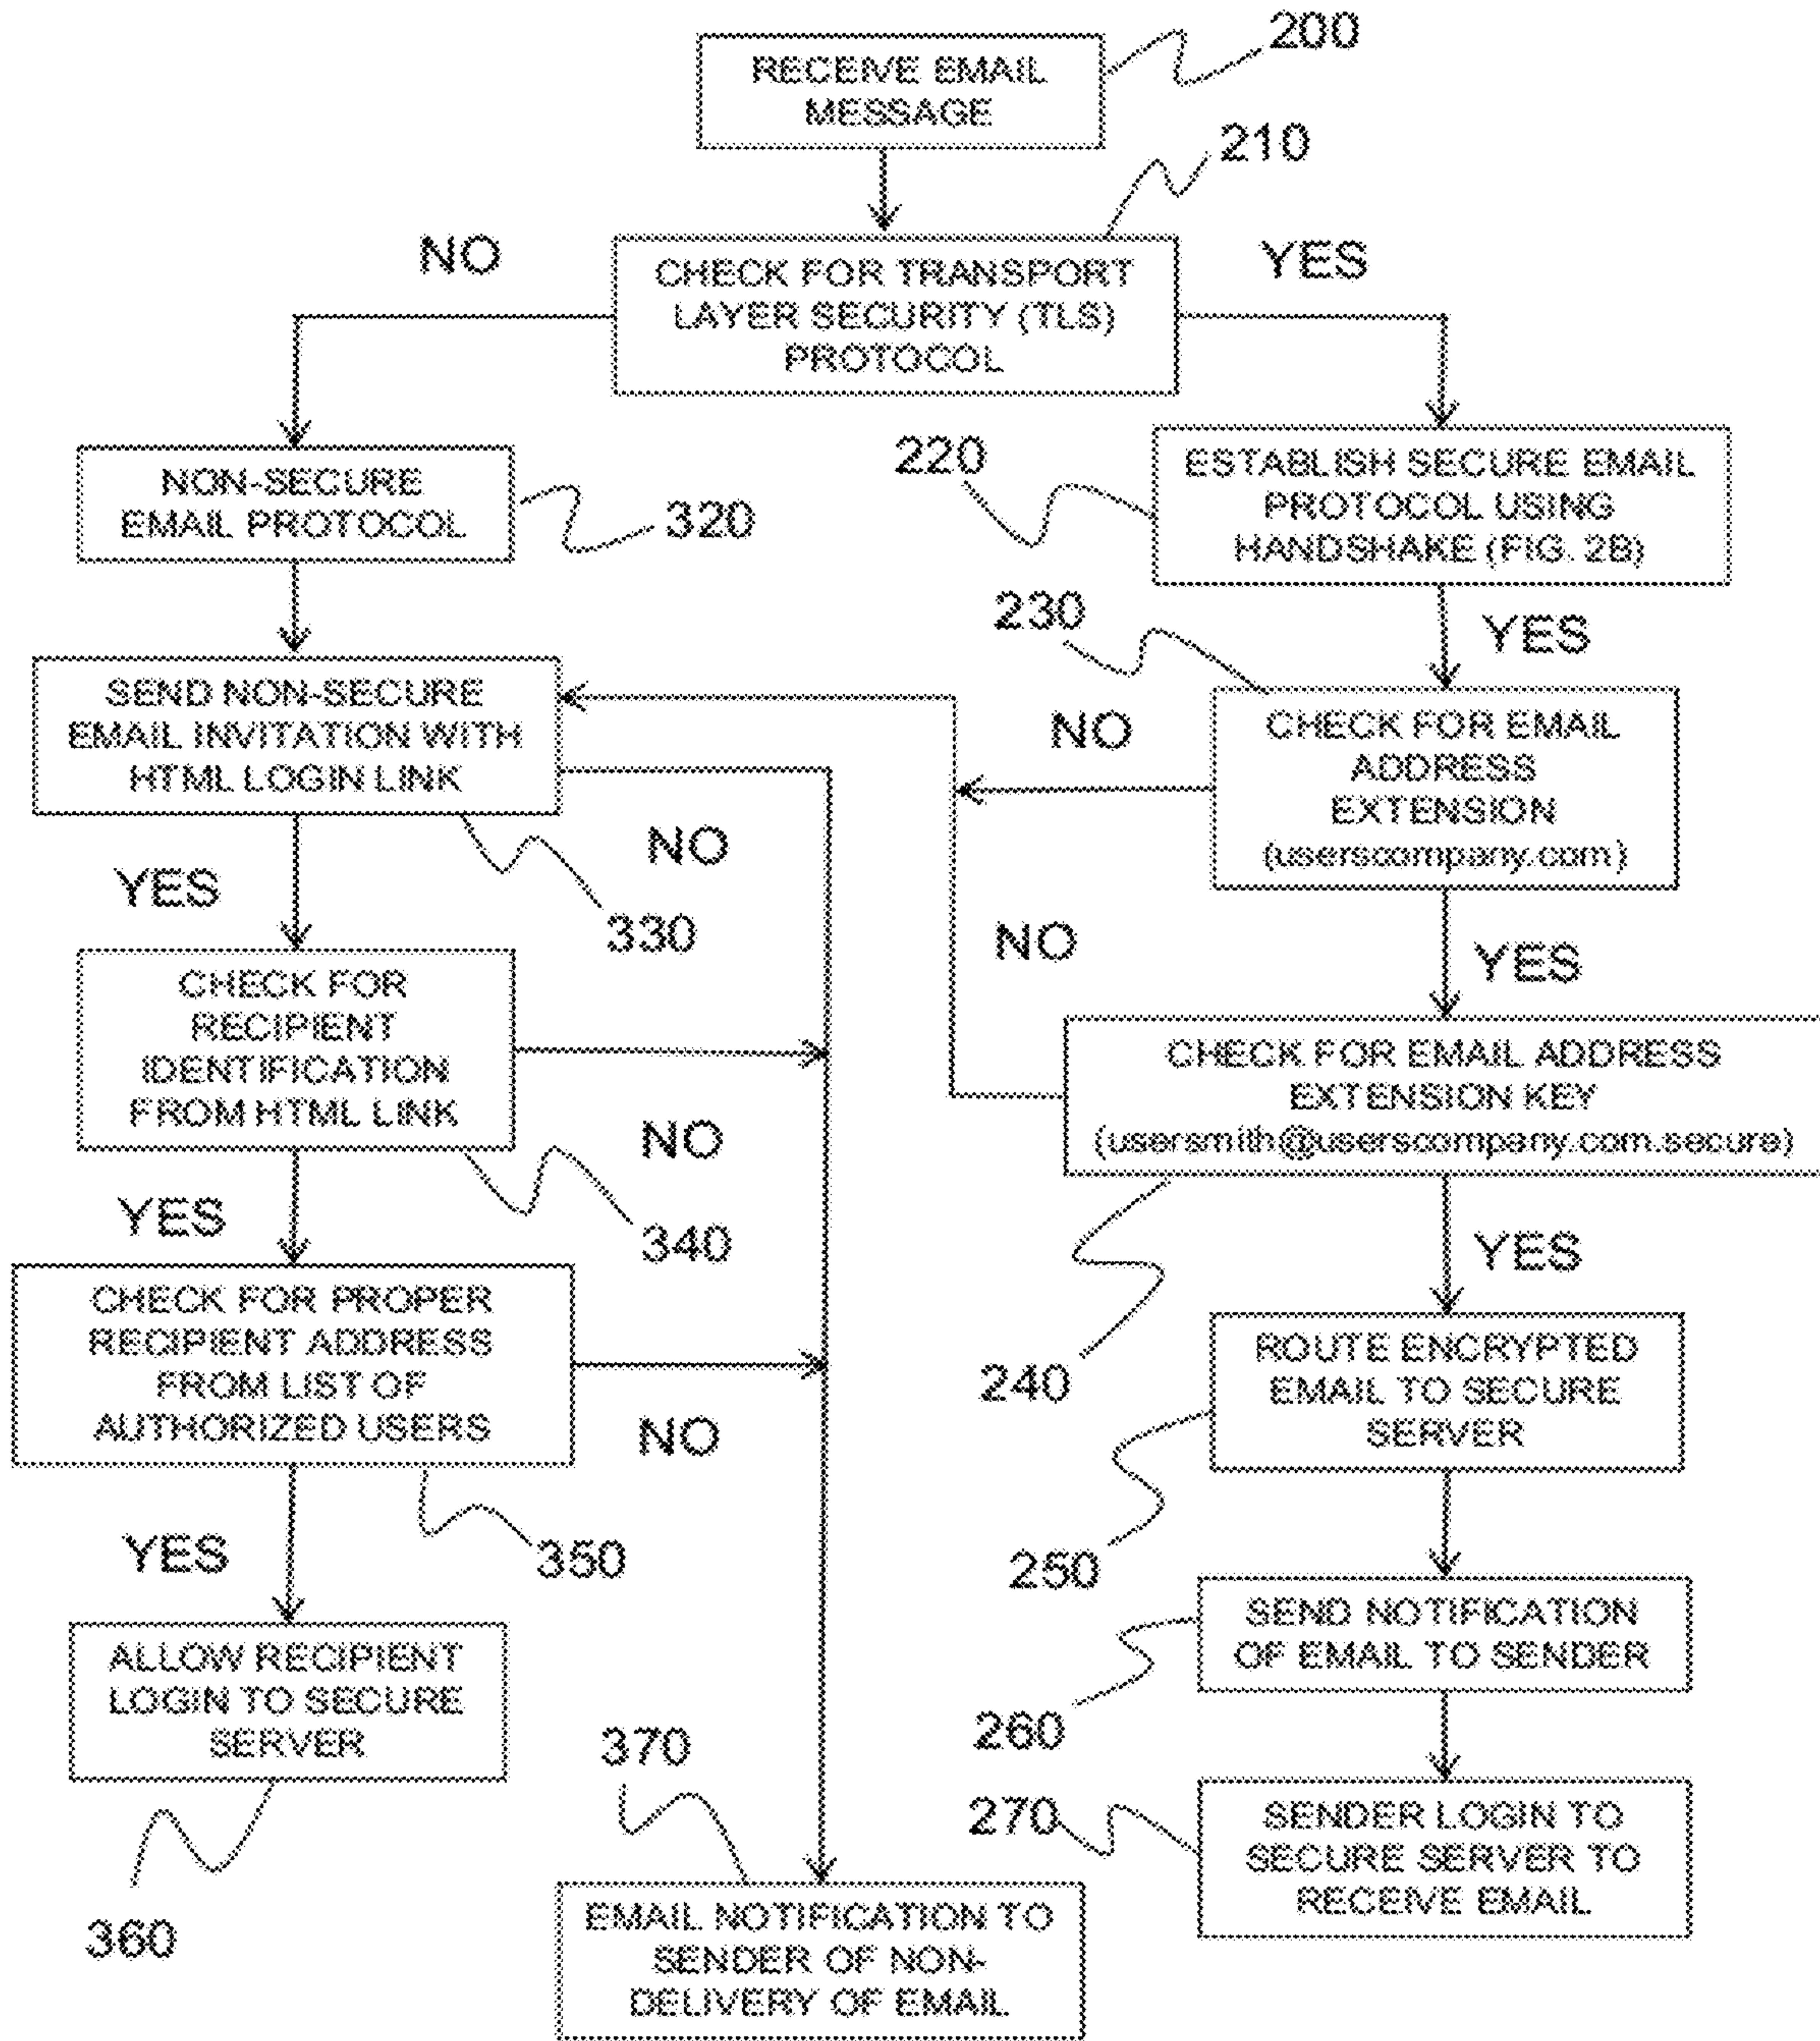 200
RECEIVE EMAIL
MESSAGE
210
NO
YES
CHECK FOR TRANSPORT
LAYER SECURITY (TLS)
PROTOCOL
NON-SECURE
EMAIL PROTOCOL
320
220
ESTABLISH SECURE EMAIL
PROTOCOL USING
HANDSHAKE (FIG. 2B)
230
YES
SEND NON-SECURE
EMAIL INVITATION WITH
HTML LOGIN LINK
NO
CHECK FOR EMAIL
ADDRESS
EXTENSION
(userscompany.com)
NO
YES
330
NO
YES
CHECK FOR
RECIPIENT
IDENTIFICATION
FROM HTML LINK
CHECK FOR EMAIL ADDRESS
EXTENSION KEY
(usersmith@userscompany.com.secure)
NO
YES
340
YES
CHECK FOR PROPER
RECIPIENT ADDRESS
FROM LIST OF
AUTHORIZED USERS
240
ROUTE ENCRYPTED
EMAIL TO SECURE
SERVER
NO
YES
350
250
ALLOW RECIPIENT
LOGIN TO SECURE
SERVER
SEND NOTIFICATION
OF EMAIL TO SENDER
260
370
270
SENDER LOGIN TO
SECURE SERVER TO
RECEIVE EMAIL
360
EMAIL NOTIFICATION TO
SENDER OF NON-
DELIVERY OF EMAIL